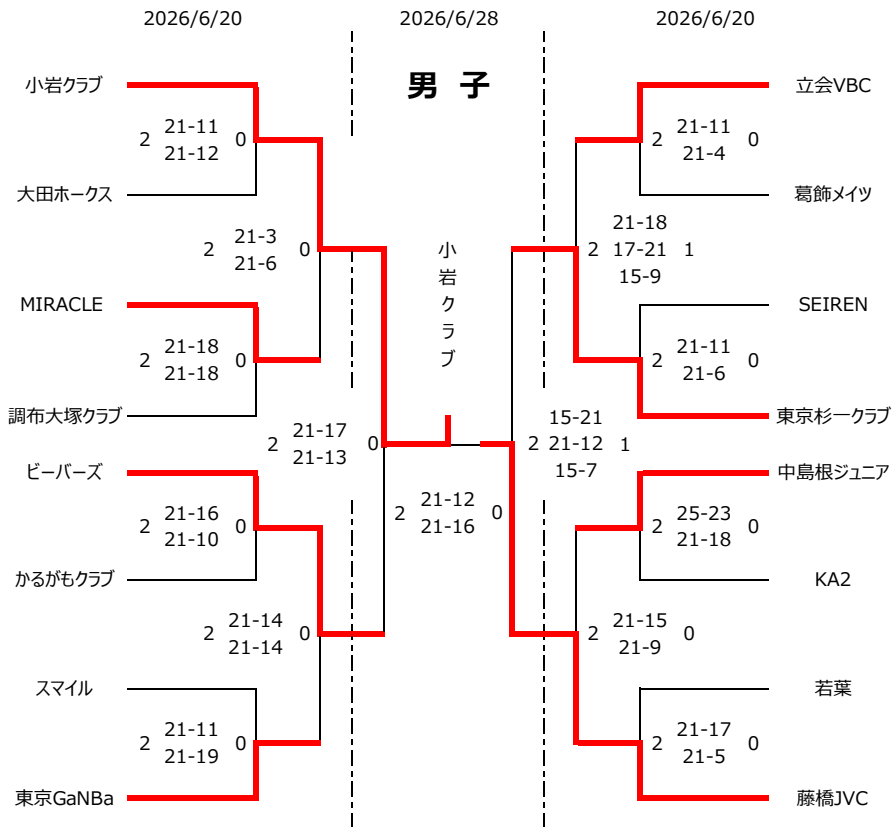 2026/6/20
2026/6/28
2026/6/20
男 子
小岩クラブ
2 21-11 0
21-12
大田ホークス
2 21-3 0
21-6
MIRACLE
2 21-18 0
21-18
調布大塚クラブ
2 21-17 0
21-13
ビーバーズ
2 21-16 0
21-10
かるがもクラブ
2 21-14 0
21-14
スマイル
2 21-11 0
21-19
東京GaNBa
小岩クラブ
2 21-12 0
21-16
立会VBC
2 21-11 0
21-4
葛飾メイツ
21-18
2 17-21 1
15-9
SEIREN
2 21-11 0
21-6
東京杉一クラブ
15-21
2 21-12 1
15-7
中島根ジュニア
2 25-23 0
21-18
KA2
2 21-15 0
21-9
若葉
2 21-17 0
21-5
藤橋JVC